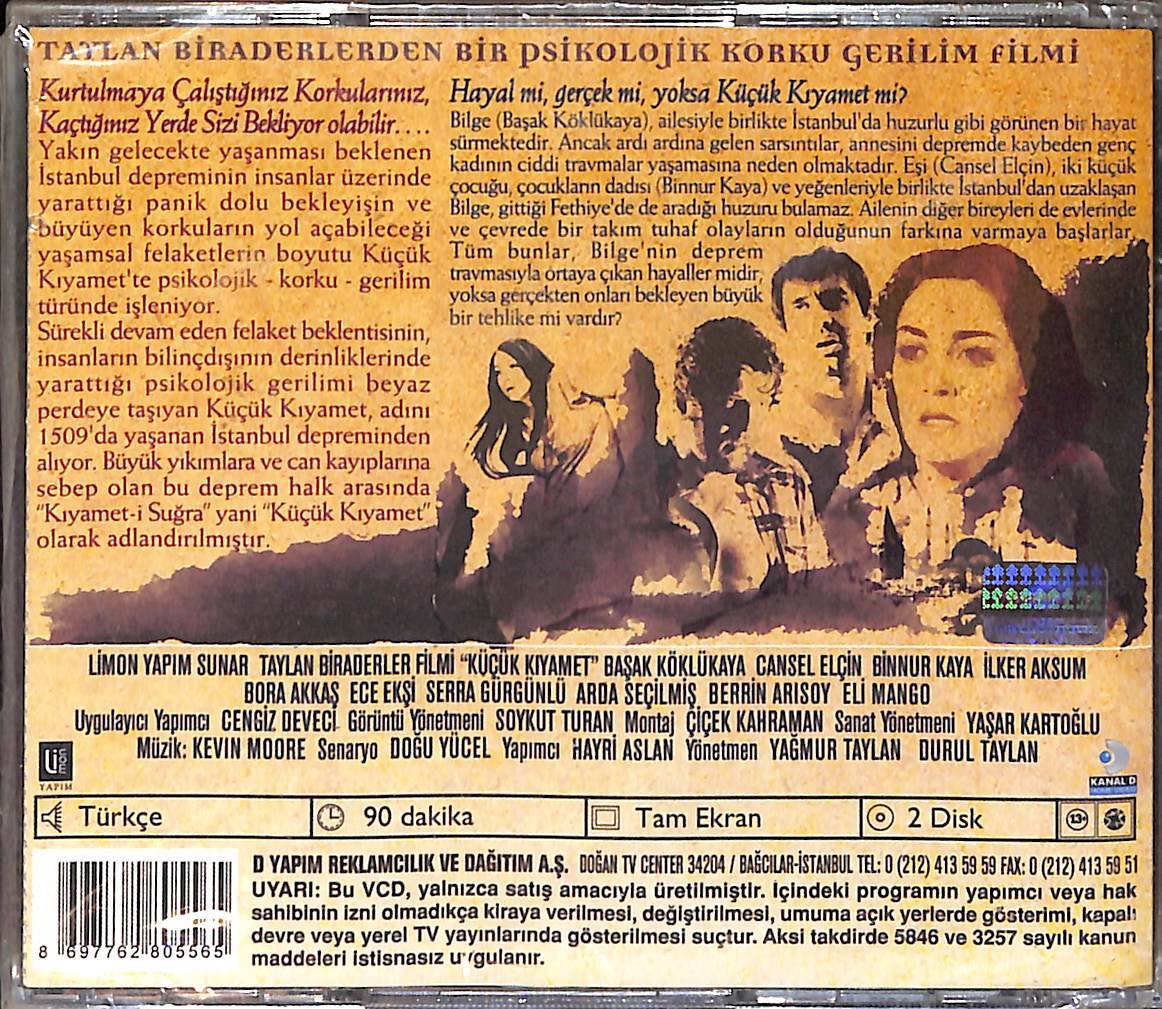 TAYLAN BİRADERLERDEN BİR PSİKOLOJİK KORKU GERİLİM FİLMİ
Kurtulmaya Çalıştığınız Korkularınız,
Kaçtığınız Yerde Sizi Bekliyor olabilir....
Yakın gelecekte yaşanması beklenen
İstanbul depreminin insanlar üzerinde
yarattığı panik dolu bekleyişin ve
büyüyen korkuların yol açabileceği
yaşamsal felaketlerin boyutu Küçük
Kıyamet'te psikolojik - korku - gerilim
türünde işleniyor.
Sürekli devam eden felaket beklentisinin,
insanların bilinçdışının derinliklerinde
yarattığı psikolojik gerilimi beyaz
perdeye taşıyan Küçük Kıyamet, adını
1509'da yaşanan İstanbul depreminden
alıyor. Büyük yıkımlara ve can kayıplarına
sebep olan bu deprem halk arasında
"Kıyamet-i Suğra" yani "Küçük Kıyamet"
olarak adlandırılmıştır.
Hayal mi, gerçek mi, yoksa Küçük Kıyamet mi?
Bilge (Başak Köklükaya), ailesiyle birlikte İstanbul'da huzurlu gibi görünen bir hayat
sürmektedir. Ancak ardı ardına gelen sarsıntılar, annesini depremde kaybeden genç
kadının ciddi travmalar yaşamasına neden olmaktadır. Eşi (Cansel Elçin), iki küçük
çocuğu, çocukların dadısı (Binnur Kaya) ve yeğenleriyle birlikte İstanbul'dan uzaklaşan
Bilge, gittiği Fethiye'de de aradığı huzuru bulamaz. Ailenin diğer bireyleri de evlerinde
ve çevrede bir takım tuhaf olayların olduğunun farkına varmaya başlarlar.
Tüm bunlar, Bilge'nin deprem
travmasıyla ortaya çıkan hayaller midir,
yoksa gerçekten onları bekleyen büyük
bir tehlike mi vardır?
LİMON YAPIM SUNAR TAYLAN BİRADERLER FİLMİ "KÜÇÜK KIYAMET" BAŞAK KÖKLÜKAYA CANSEL ELÇİN BİNNUR KAYA İLKER AKSUM
BORA AKKAŞ ECE EKŞİ SERRA GÜRGÜNLÜ ARDA SEÇİLMİŞ BERRİN ARISOY ELİ MANGO
Uygulayıcı Yapımcı CENGİZ DEVECİ Görüntü Yönetmeni SOYKUT TURAN Montaj ÇİÇEK KAHRAMAN Sanat Yönetmeni YAŞAR KARTOĞLU
Müzik: KEVIN MOORE Senaryo DOĞU YÜCEL Yapımcı HAYRİ ASLAN Yönetmen YAĞMUR TAYLAN DURUL TAYLAN
Limon
YAPIM
KANAL D
HOME VIDEO
Türkçe
90 dakika
Tam Ekran
2 Disk
13+
D YAPIM REKLAMCILIK VE DAĞITIM A.Ş. DOĞAN TV CENTER 34204 / BAĞCILAR-İSTANBUL TEL: 0 (212) 413 59 59 FAX: 0 (212) 413 59 51
UYARI: Bu VCD, yalnızca satış amacıyla üretilmiştir. İçindeki programın yapımcı veya hak
sahibinin izni olmadıkça kiraya verilmesi, değiştirilmesi, umuma açık yerlerde gösterimi, kapalı
devre veya yerel TV yayınlarında gösterilmesi suçtur. Aksi takdirde 5846 ve 3257 sayılı kanun
maddeleri istisnasız uygulanır.
8 697762 805565